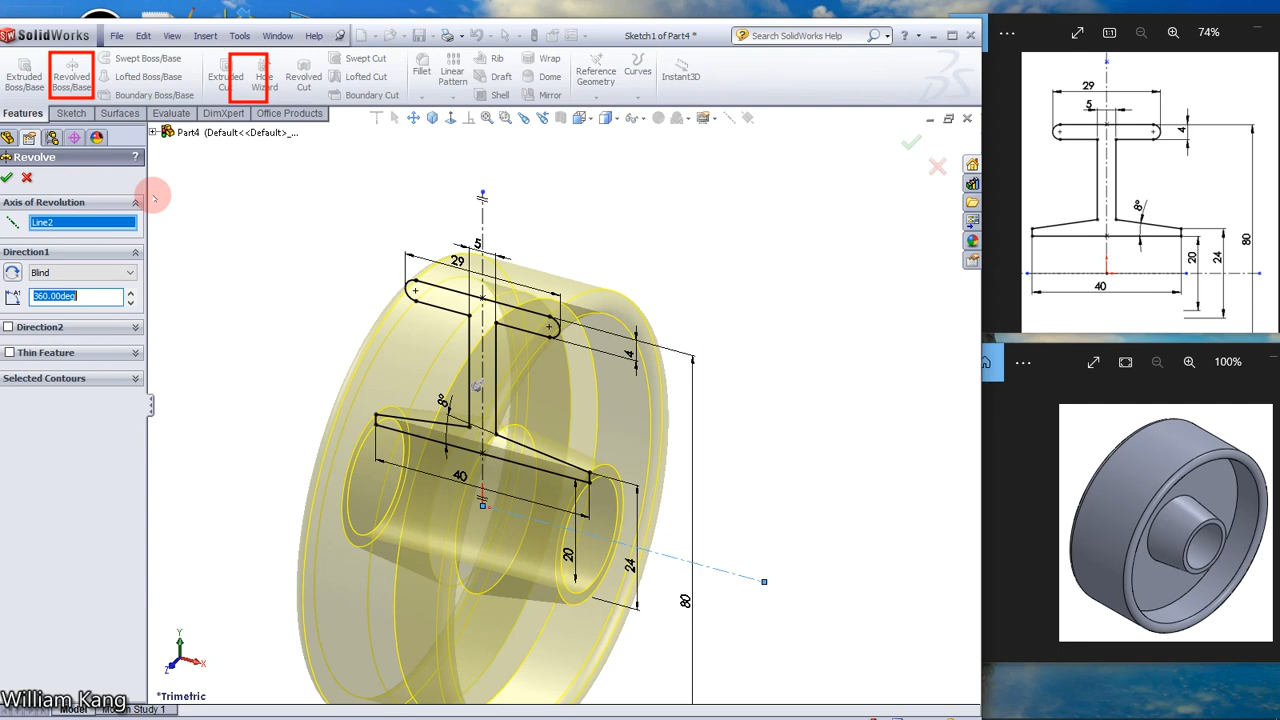 SolidWorks File Edit View Insert Tools Window Help Sketch1 of Part4 * Search SolidWorks Help ?
Extruded Boss/Base
Revolved Boss/Base
Swept Boss/Base
Lofted Boss/Base
Boundary Boss/Base
Extruded Cut
Hole Wizard
Revolved Cut
Swept Cut
Lofted Cut
Boundary Cut
Fillet
Linear Pattern
Rib
Draft
Shell
Wrap
Dome
Mirror
Reference Geometry
Curves
Instant3D
Features Sketch Surfaces Evaluate DimXpert Office Products
Part4 (Default<<Default>_...
Revolve ?
Axis of Revolution
Line2
Direction1
Blind
360.00deg
Direction2
Thin Feature
Selected Contours
5
29
4
8°
40
20
24
80
Y
X
Z
*Trimetric
William Kang
Model
74%
29
5
4
8°
80
24
20
40
100%